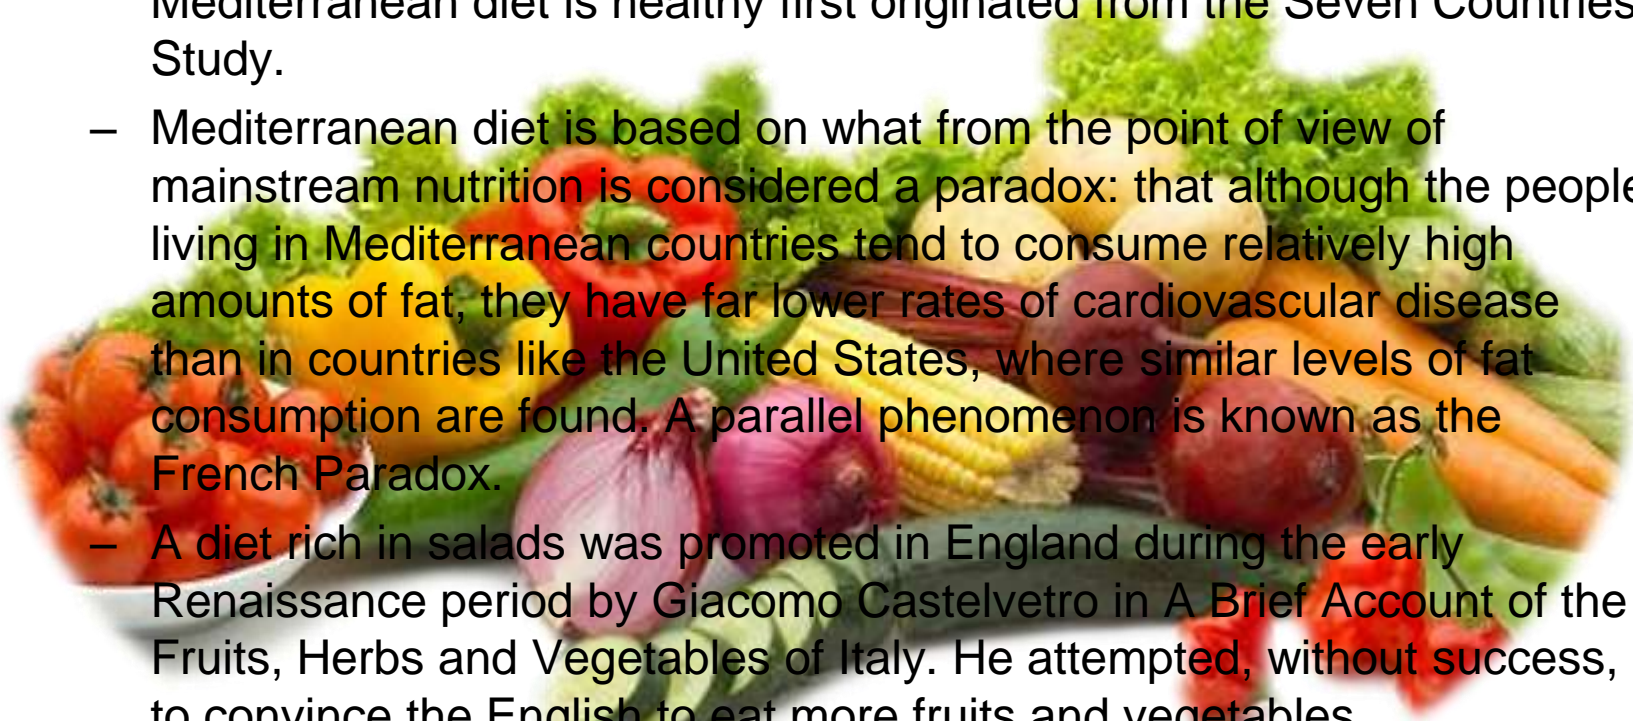 Mediterranean diet is healthy first originated from the Seven Countries
Study.
– Mediterranean diet is based on what from the point of view of
mainstream nutrition is considered a paradox: that although the people
living in Mediterranean countries tend to consume relatively high
amounts of fat, they have far lower rates of cardiovascular disease
than in countries like the United States, where similar levels of fat
consumption are found. A parallel phenomenon is known as the
French Paradox.
– A diet rich in salads was promoted in England during the early
Renaissance period by Giacomo Castelvetro in A Brief Account of the
Fruits, Herbs and Vegetables of Italy. He attempted, without success,
to convince the English to eat more fruits and vegetables.